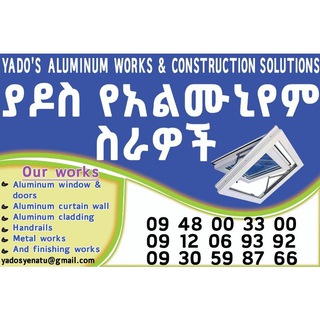 YADO'S ALUMINUM WORKS & CONSTRUCTION SOLUTIONS
ያዶስ የአልሙኒየም
ስራዎች
Our works
Aluminum window &
doors
Aluminum curtain wall
Aluminum cladding
Handrails
Metal works
And finishing works
yadosyenatu@gmail.com
09 48 00 33 00
09 12 06 93 92
09 30 59 87 66